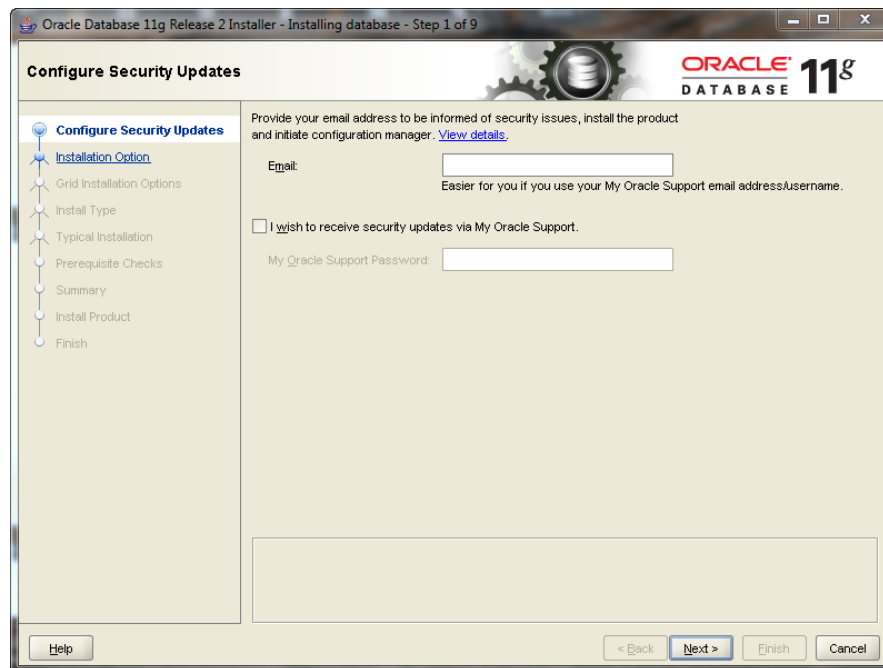 Oracle Database 11g Release 2 Installer - Installing database - Step 1 of 9
Configure Security Updates
ORACLE
DATABASE 11g
Configure Security Updates
Installation Option
Grid Installation Options
Install Type
Typical Installation
Prerequisite Checks
Summary
Install Product
Finish
Provide your email address to be informed of security issues, install the product
and initiate configuration manager. View details.
Email:
Easier for you if you use your My Oracle Support email address/username.
I wish to receive security updates via My Oracle Support.
My Oracle Support Password:
Help
< Back
Next >
Finish
Cancel